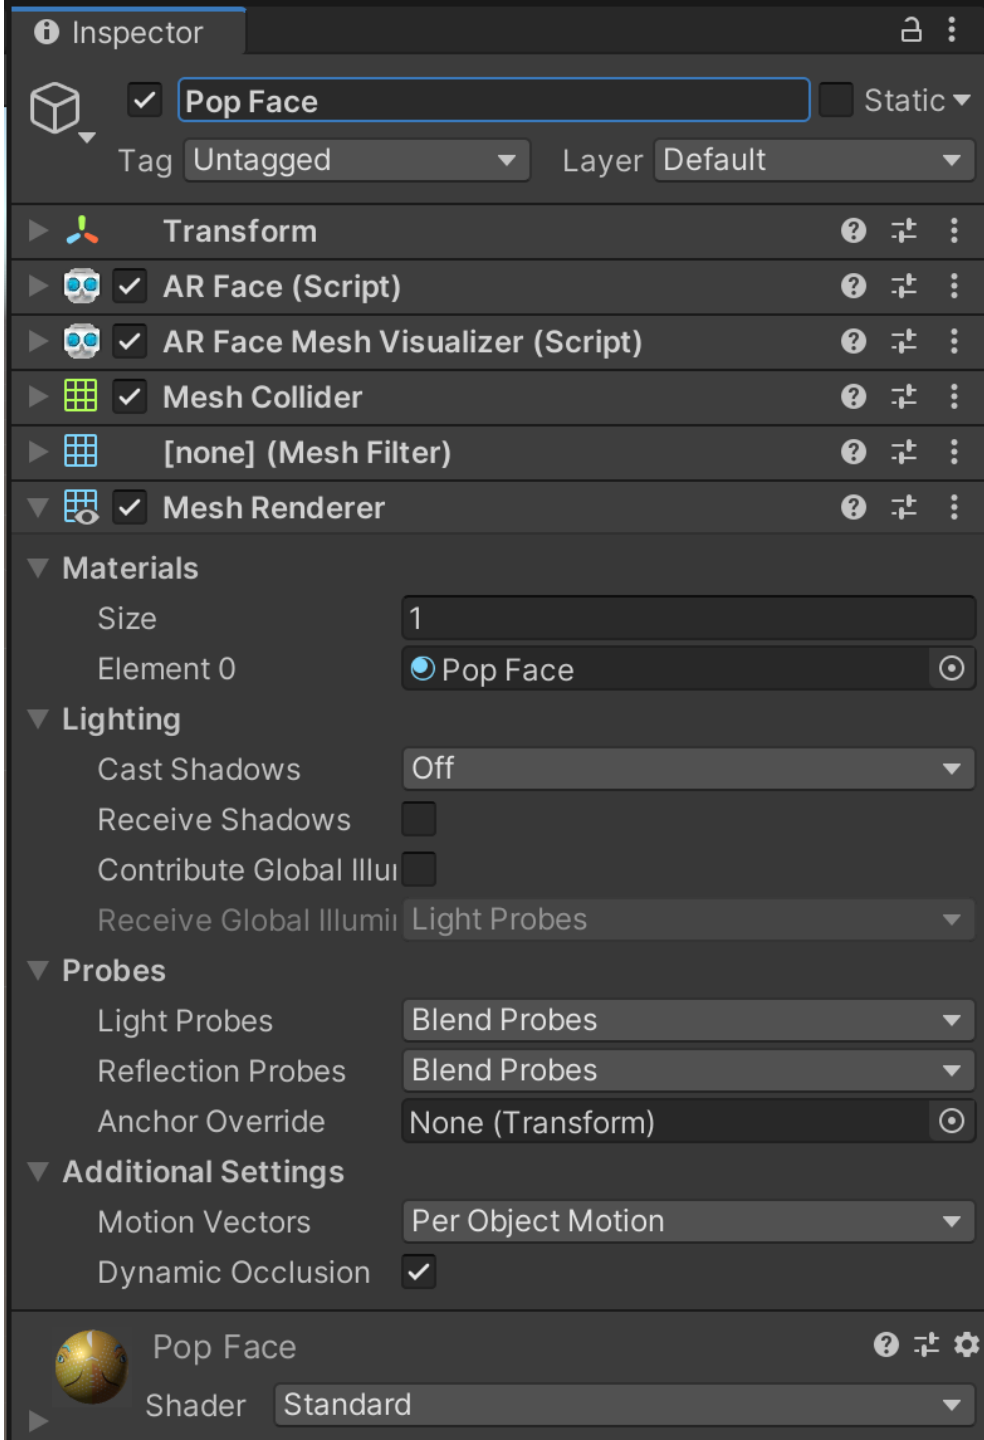 Inspector
Pop Face
Static
Tag Untagged Layer Default
Transform
AR Face (Script)
AR Face Mesh Visualizer (Script)
Mesh Collider
[none] (Mesh Filter)
Mesh Renderer
Materials
Size 1
Element 0 Pop Face
Lighting
Cast Shadows Off
Receive Shadows
Contribute Global Illu
Receive Global Illumi Light Probes
Probes
Light Probes Blend Probes
Reflection Probes Blend Probes
Anchor Override None (Transform)
Additional Settings
Motion Vectors Per Object Motion
Dynamic Occlusion
Pop Face
Shader Standard